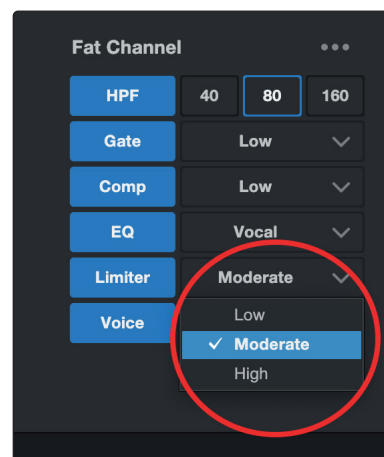 Fat Channel
HPF 40 80 160
Gate Low
Comp Low
EQ Vocal
Limiter Moderate
Voice Low
Moderate
High